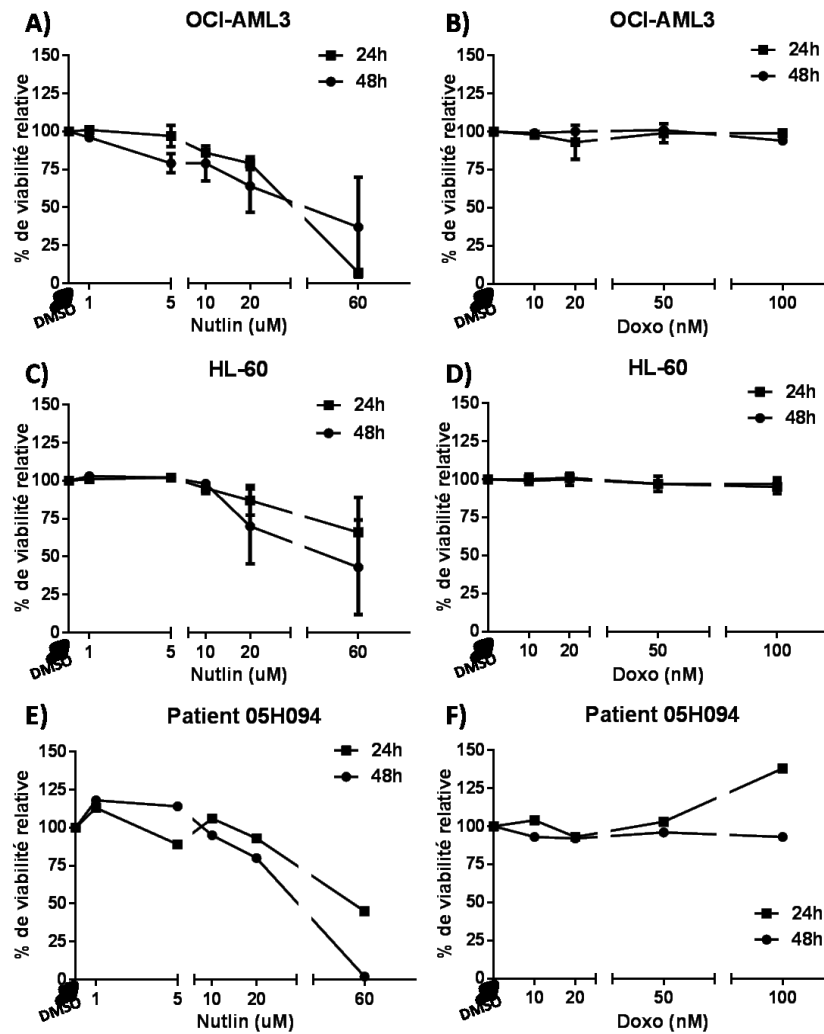 A) OCI-AML3
% de viabilité relative
150
125
100
75
50
25
0
24h
48h
DMSO 1 5 10 20 60
Nutlin (uM)
B) OCI-AML3
% de viabilité relative
150
125
100
75
50
25
0
24h
48h
DMSO 10 20 50 100
Doxo (nM)
C) HL-60
% de viabilité relative
150
125
100
75
50
25
0
24h
48h
DMSO 1 5 10 20 60
Nutlin (uM)
D) HL-60
% de viabilité relative
150
125
100
75
50
25
0
24h
48h
DMSO 10 20 50 100
Doxo (nM)
E) Patient 05H094
% de viabilité relative
150
125
100
75
50
25
0
24h
48h
DMSO 1 5 10 20 60
Nutlin (uM)
F) Patient 05H094
% de viabilité relative
150
125
100
75
50
25
0
24h
48h
DMSO 10 20 50 100
Doxo (nM)